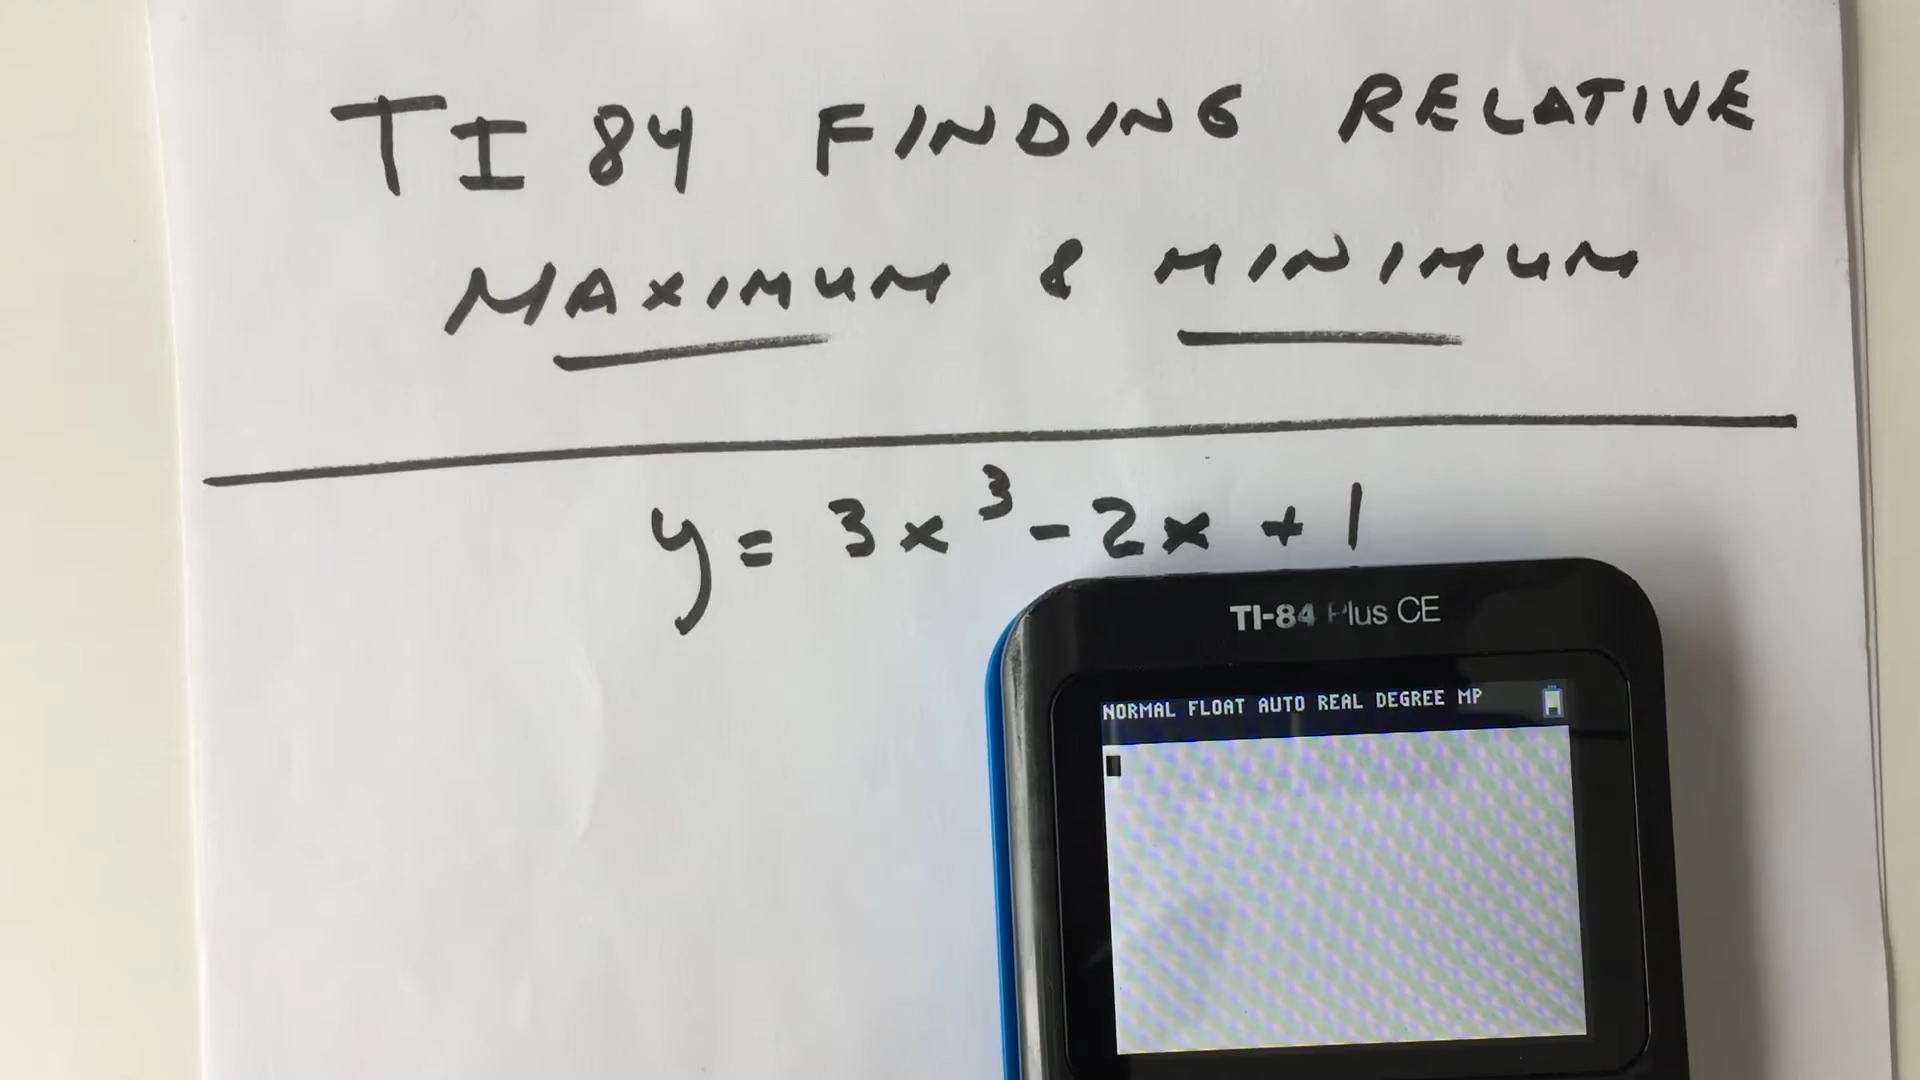 TI 84 FINDING RELATIVE
MAXIMUM & MINIMUM
y = 3x³ - 2x + 1
TI-84 Plus CE
NORMAL FLOAT AUTO REAL DEGREE MP